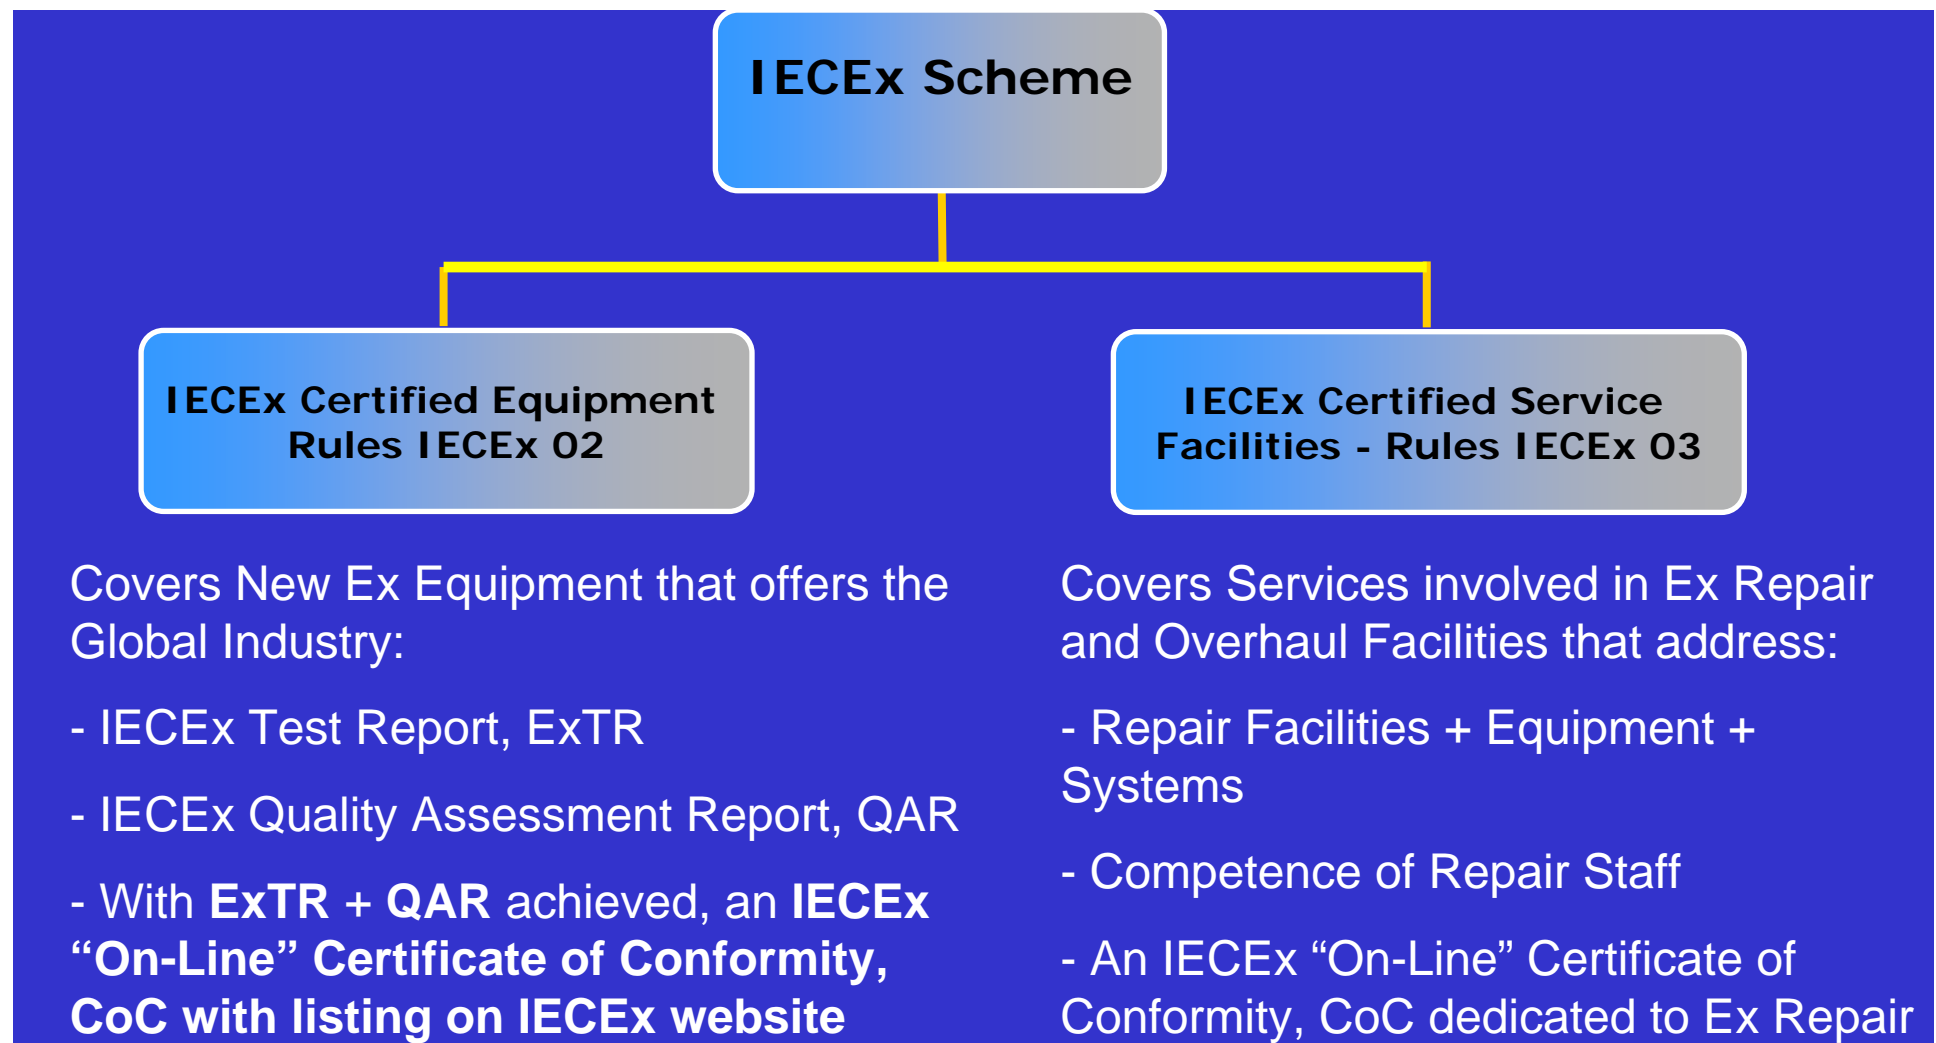 IECEx Scheme
IECEx Certified Equipment
Rules IECEx 02
IECEx Certified Service
Facilities - Rules IECEx 03
Covers New Ex Equipment that offers the
Global Industry:
- IECEx Test Report, ExTR
- IECEx Quality Assessment Report, QAR
- With ExTR + QAR achieved, an IECEx
“On-Line” Certificate of Conformity,
CoC with listing on IECEx website
Covers Services involved in Ex Repair
and Overhaul Facilities that address:
- Repair Facilities + Equipment +
Systems
- Competence of Repair Staff
- An IECEx “On-Line” Certificate of
Conformity, CoC dedicated to Ex Repair